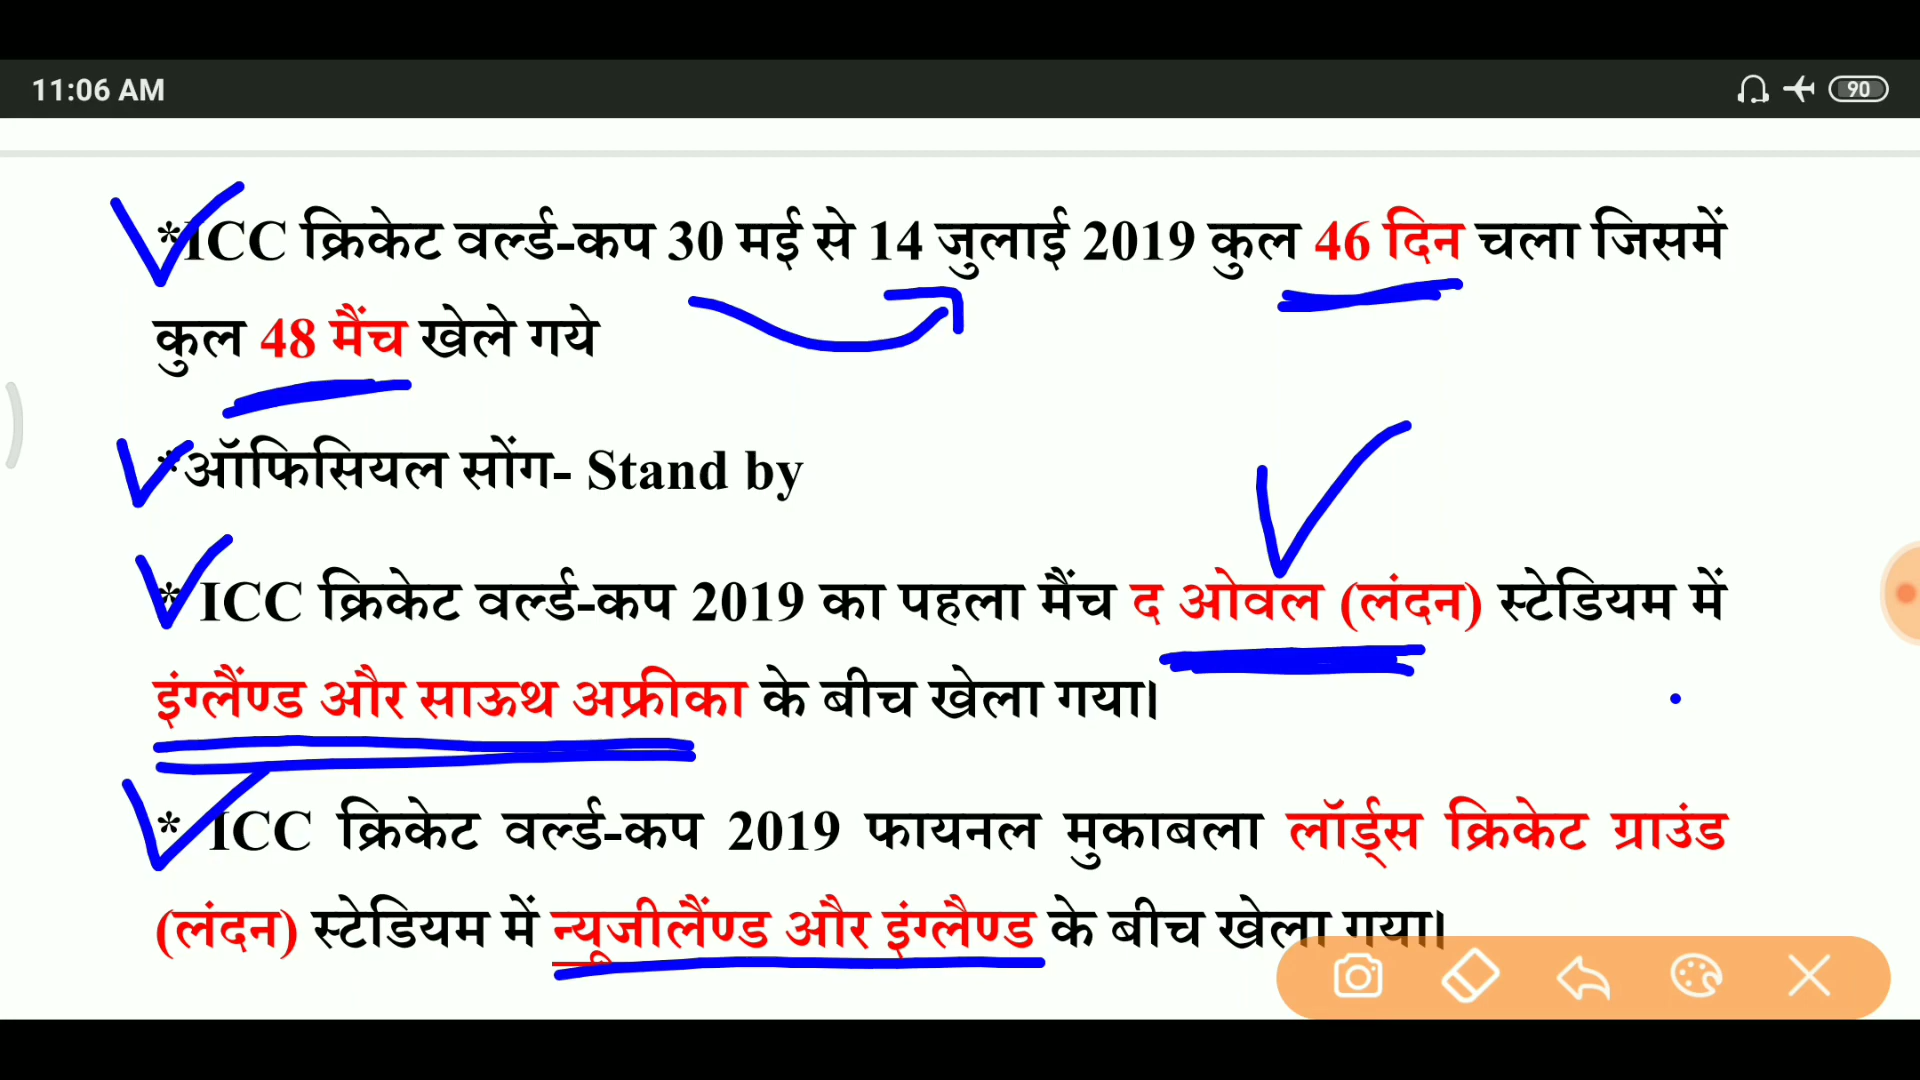 11:06 AM
90
*ICC क्रिकेट वर्ल्ड-कप 30 मई से 14 जुलाई 2019 कुल 46 दिन चला जिसमें
कुल 48 मैंच खेले गये
*ऑफिसियल सोंग- Stand by
* ICC क्रिकेट वर्ल्ड-कप 2019 का पहला मैंच द ओवल (लंदन) स्टेडियम में
इंग्लैंण्ड और साऊथ अफ्रीका के बीच खेला गया।
* ICC क्रिकेट वर्ल्ड-कप 2019 फायनल मुकाबला लॉर्ड्स क्रिकेट ग्राउंड
(लंदन) स्टेडियम में न्यूजीलैंण्ड और इंग्लैण्ड के बीच खेला गया।